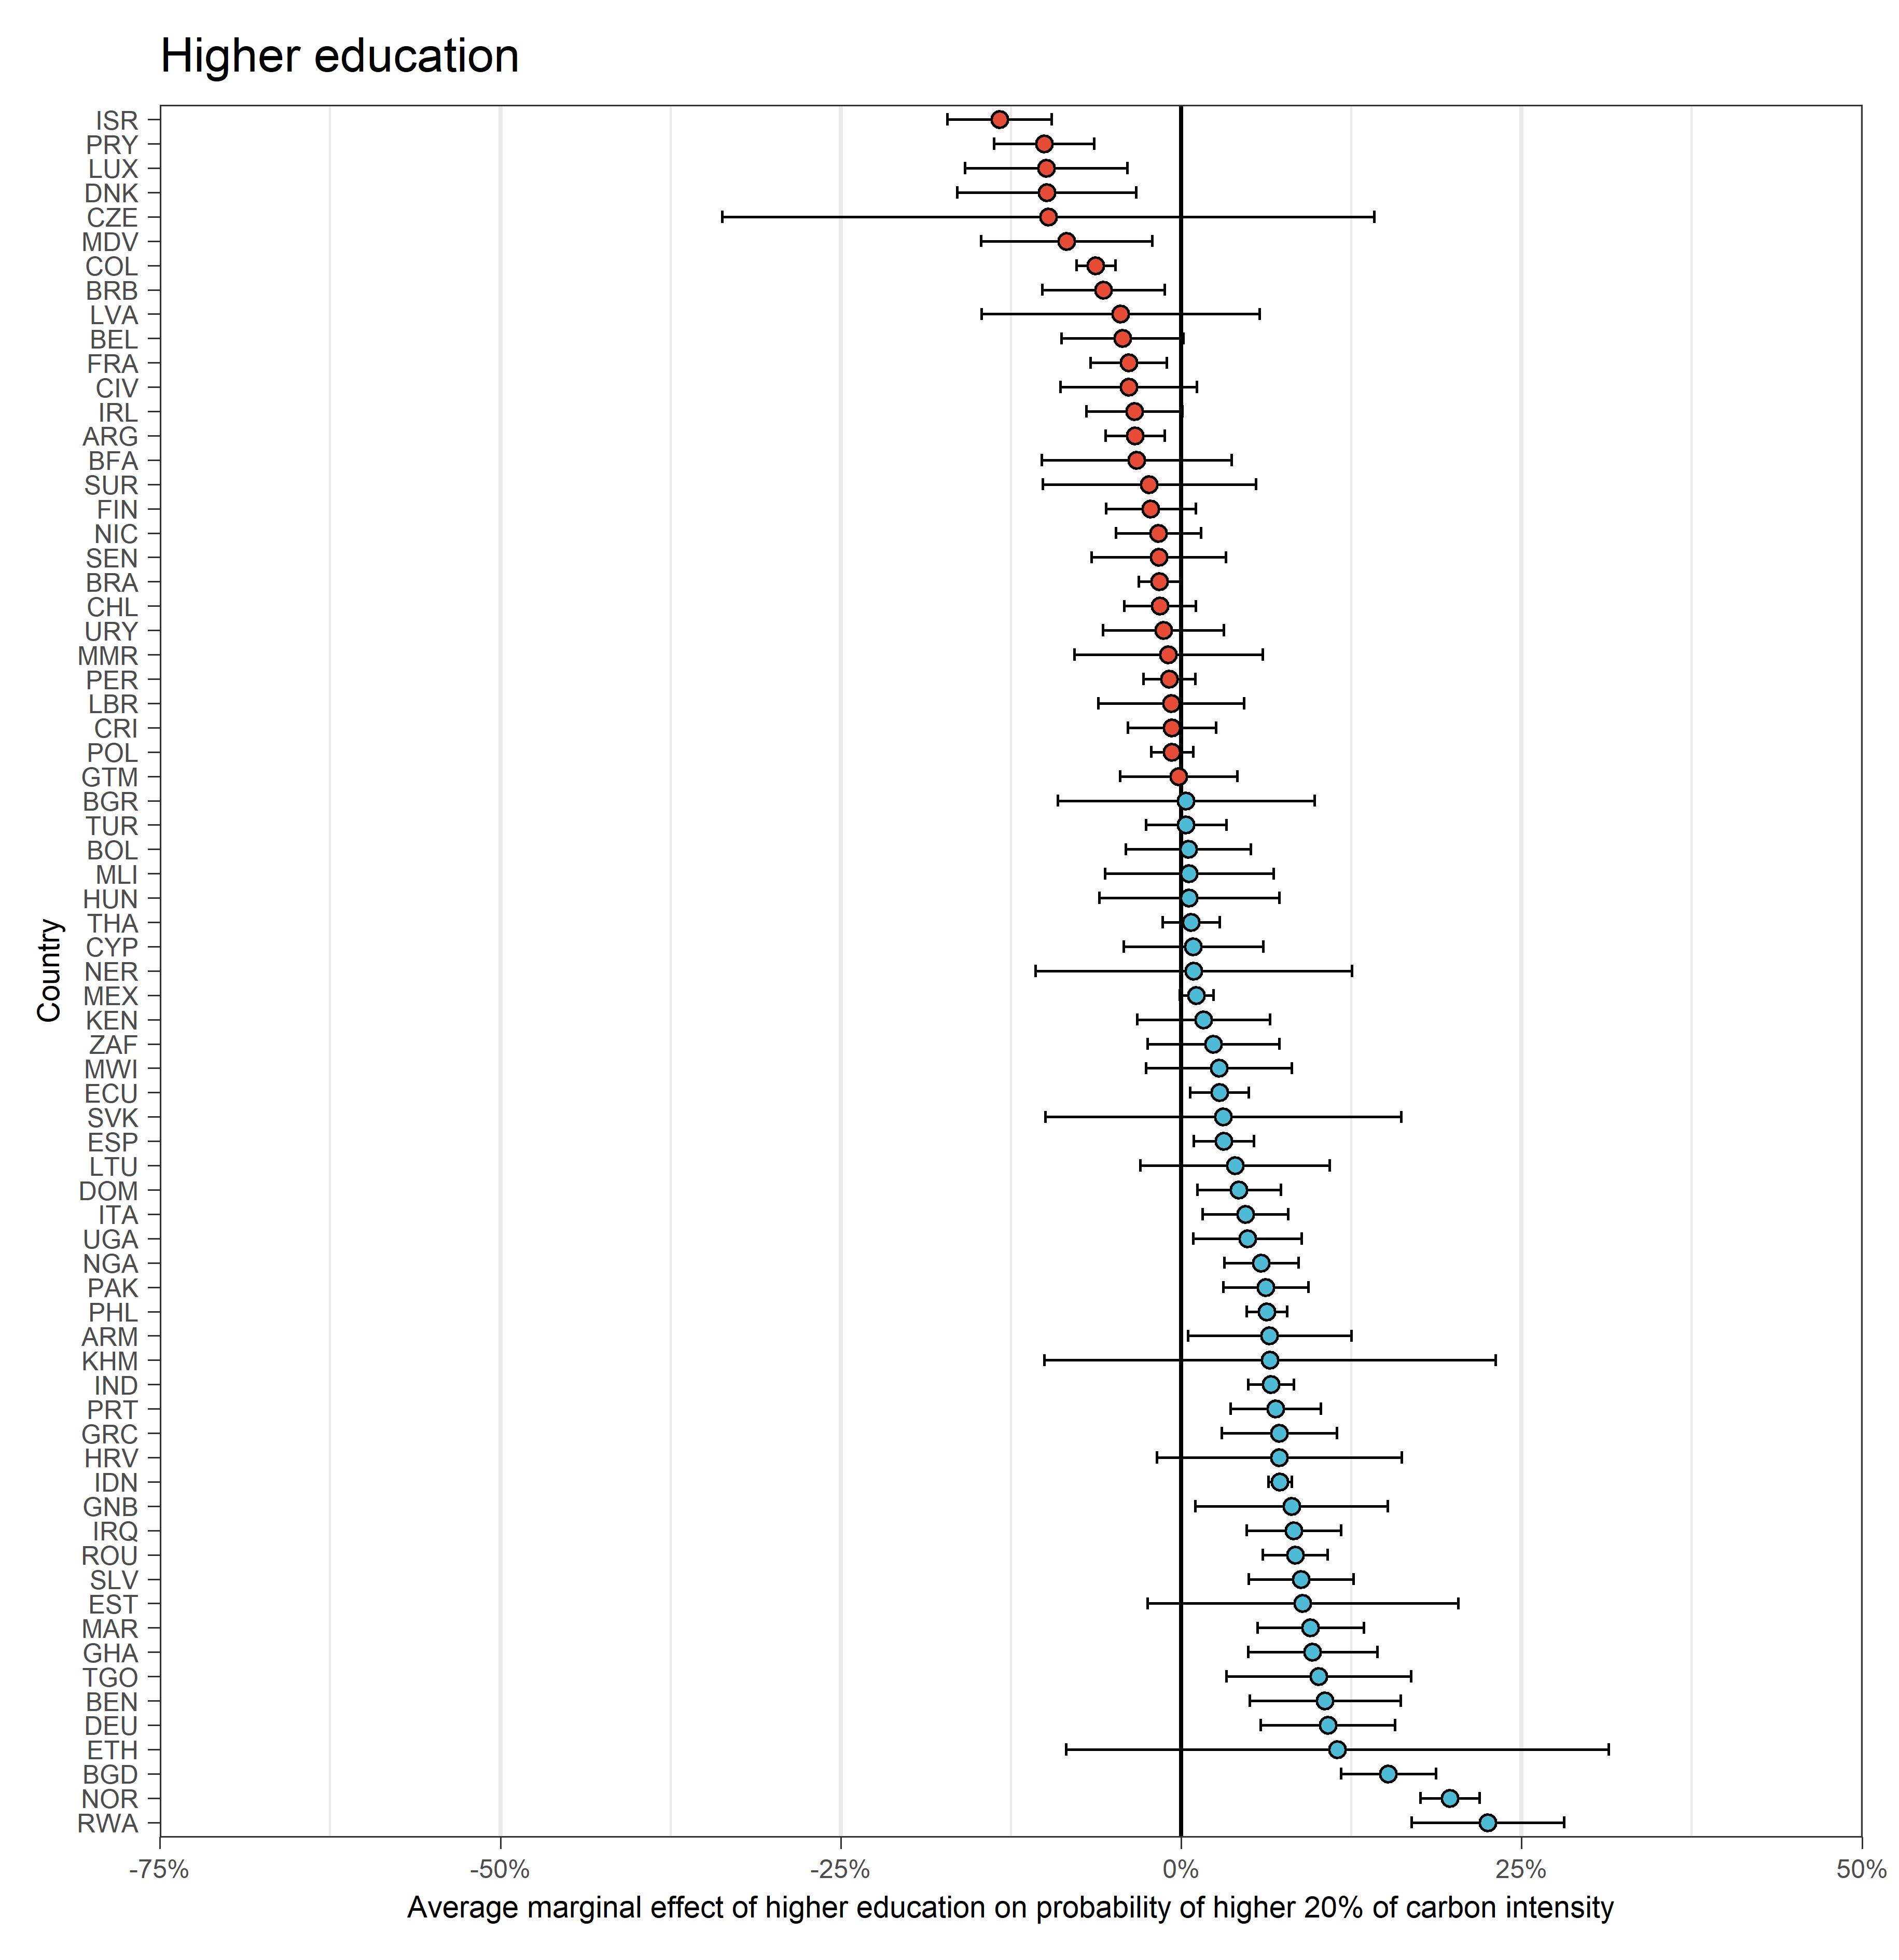 Higher education
ISR
PRY
LUX
DNK
CZE
MDV
COL
BRB
LVA
BEL
FRA
CIV
IRL
ARG
BFA
SUR
FIN
NIC
SEN
BRA
CHL
URY
MMR
PER
LBR
CRI
POL
GTM
BGR
TUR
BOL
MLI
HUN
THA
CYP
NER
MEX
KEN
ZAF
MWI
ECU
SVK
ESP
LTU
DOM
ITA
UGA
NGA
PAK
PHL
ARM
KHM
IND
PRT
GRC
HRV
IDN
GNB
IRQ
ROU
SLV
EST
MAR
GHA
TGO
BEN
DEU
ETH
BGD
NOR
RWA
Country
-75% -50% -25% 0% 25% 50%
Average marginal effect of higher education on probability of higher 20% of carbon intensity